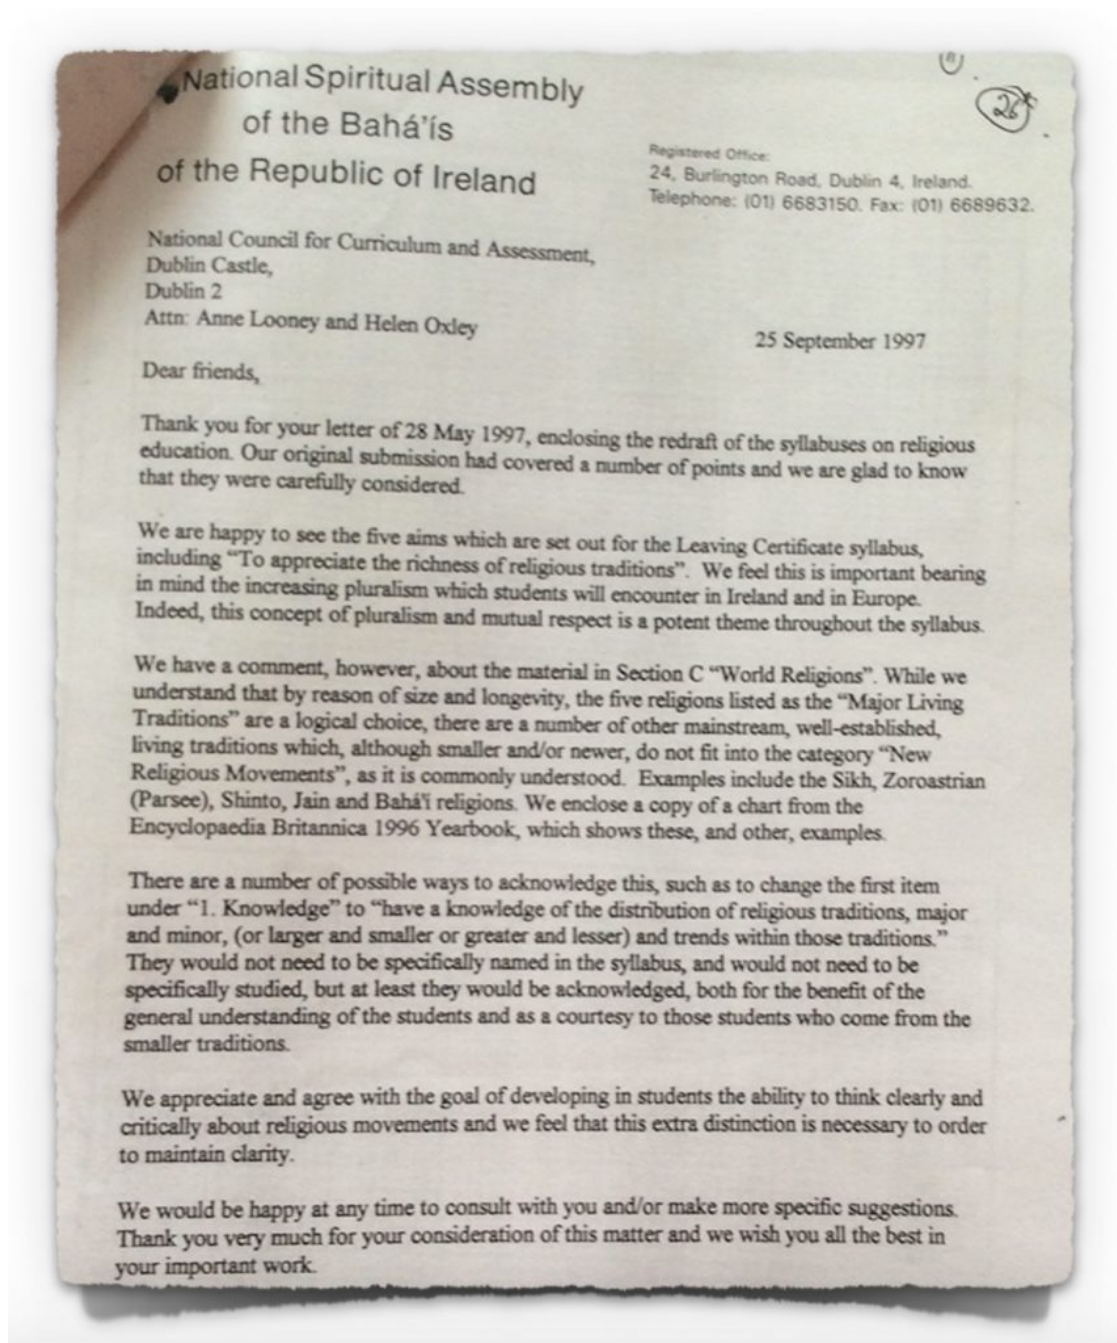 National Spiritual Assembly
of the Bahá'ís
of the Republic of Ireland
26
Registered Office:
24, Burlington Road, Dublin 4, Ireland.
Telephone: (01) 6683150. Fax: (01) 6689632.
National Council for Curriculum and Assessment,
Dublin Castle,
Dublin 2
Attn: Anne Looney and Helen Oxley
25 September 1997
Dear friends,
Thank you for your letter of 28 May 1997, enclosing the redraft of the syllabuses on religious
education. Our original submission had covered a number of points and we are glad to know
that they were carefully considered.
We are happy to see the five aims which are set out for the Leaving Certificate syllabus,
including “To appreciate the richness of religious traditions”. We feel this is important bearing
in mind the increasing pluralism which students will encounter in Ireland and in Europe.
Indeed, this concept of pluralism and mutual respect is a potent theme throughout the syllabus.
We have a comment, however, about the material in Section C “World Religions”. While we
understand that by reason of size and longevity, the five religions listed as the “Major Living
Traditions” are a logical choice, there are a number of other mainstream, well-established,
living traditions which, although smaller and/or newer, do not fit into the category “New
Religious Movements”, as it is commonly understood. Examples include the Sikh, Zoroastrian
(Parsee), Shinto, Jain and Bahá'í religions. We enclose a copy of a chart from the
Encyclopaedia Britannica 1996 Yearbook, which shows these, and other, examples.
There are a number of possible ways to acknowledge this, such as to change the first item
under “1. Knowledge” to “have a knowledge of the distribution of religious traditions, major
and minor, (or larger and smaller or greater and lesser) and trends within those traditions.”
They would not need to be specifically named in the syllabus, and would not need to be
specifically studied, but at least they would be acknowledged, both for the benefit of the
general understanding of the students and as a courtesy to those students who come from the
smaller traditions.
We appreciate and agree with the goal of developing in students the ability to think clearly and
critically about religious movements and we feel that this extra distinction is necessary to order
to maintain clarity.
We would be happy at any time to consult with you and/or make more specific suggestions.
Thank you very much for your consideration of this matter and we wish you all the best in
your important work.